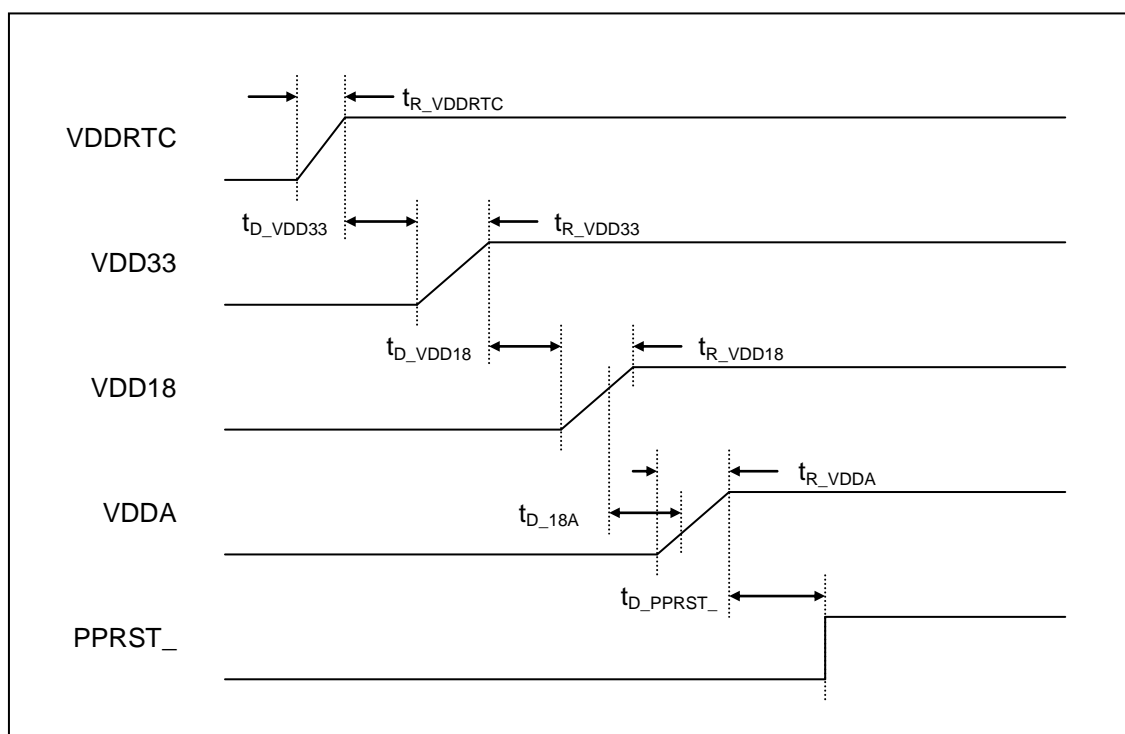 t_R_VDDRTC
VDDRTC
t_D_VDD33
t_R_VDD33
VDD33
t_D_VDD18
t_R_VDD18
VDD18
t_R_VDDA
VDDA
t_D_18A
t_D_PPRST_
PPRST_